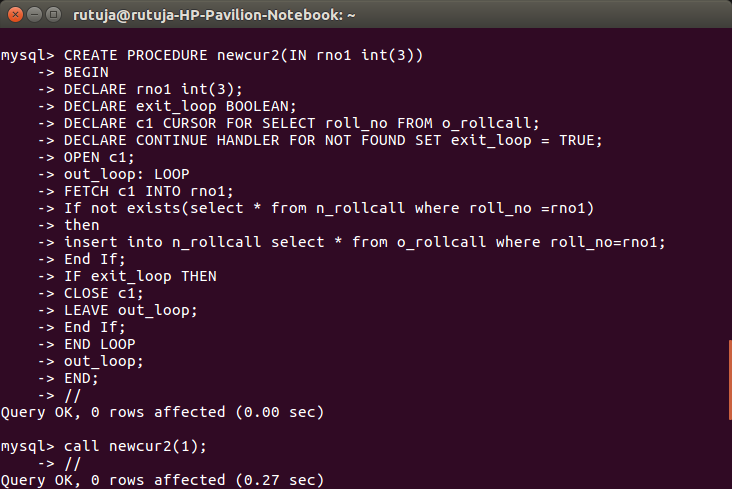 rutuja@rutuja-HP-Pavilion-Notebook: ~
mysql> CREATE PROCEDURE newcur2(IN rno1 int(3))
    -> BEGIN
    -> DECLARE rno1 int(3);
    -> DECLARE exit_loop BOOLEAN;
    -> DECLARE c1 CURSOR FOR SELECT roll_no FROM o_rollcall;
    -> DECLARE CONTINUE HANDLER FOR NOT FOUND SET exit_loop = TRUE;
    -> OPEN c1;
    -> out_loop: LOOP
    -> FETCH c1 INTO rno1;
    -> If not exists(select * from n_rollcall where roll_no =rno1)
    -> then
    -> insert into n_rollcall select * from o_rollcall where roll_no=rno1;
    -> End If;
    -> IF exit_loop THEN
    -> CLOSE c1;
    -> LEAVE out_loop;
    -> End If;
    -> END LOOP
    -> out_loop;
    -> END;
    -> //
Query OK, 0 rows affected (0.00 sec)
mysql> call newcur2(1);
    -> //
Query OK, 0 rows affected (0.27 sec)